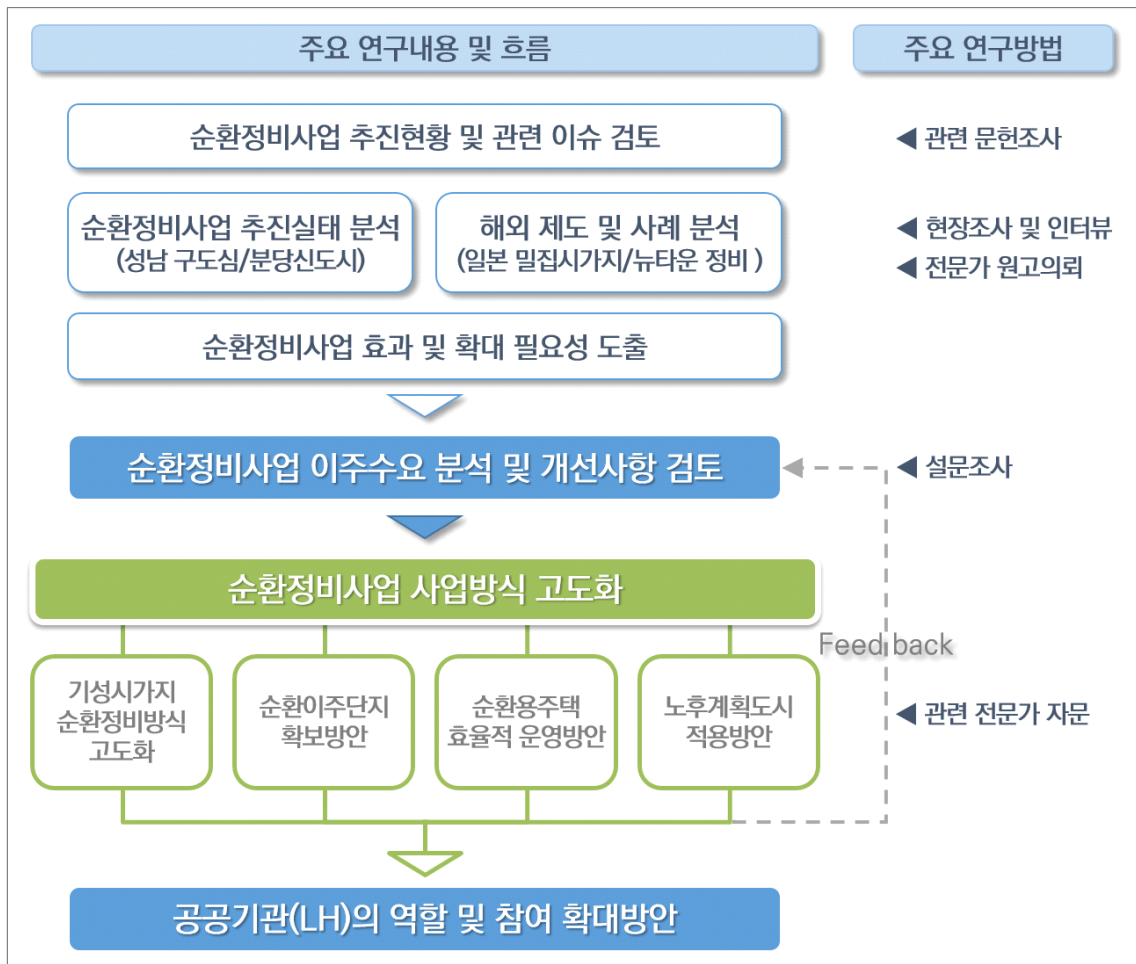 주요 연구내용 및 흐름
주요 연구방법
순환정비사업 추진현황 및 관련 이슈 검토
◀ 관련 문헌조사
순환정비사업 추진실태 분석
(성남 구도심/분당신도시)
해외 제도 및 사례 분석
(일본 밀집시가지/뉴타운 정비 )
◀ 현장조사 및 인터뷰
◀ 전문가 원고의뢰
순환정비사업 효과 및 확대 필요성 도출
순환정비사업 이주수요 분석 및 개선사항 검토
◀ 설문조사
순환정비사업 사업방식 고도화
Feed back
기성시가지
순환정비방식
고도화
순환이주단지
확보방안
순환용주택
효율적 운영방안
노후계획도시
적용방안
◀ 관련 전문가 자문
공공기관(LH)의 역할 및 참여 확대방안